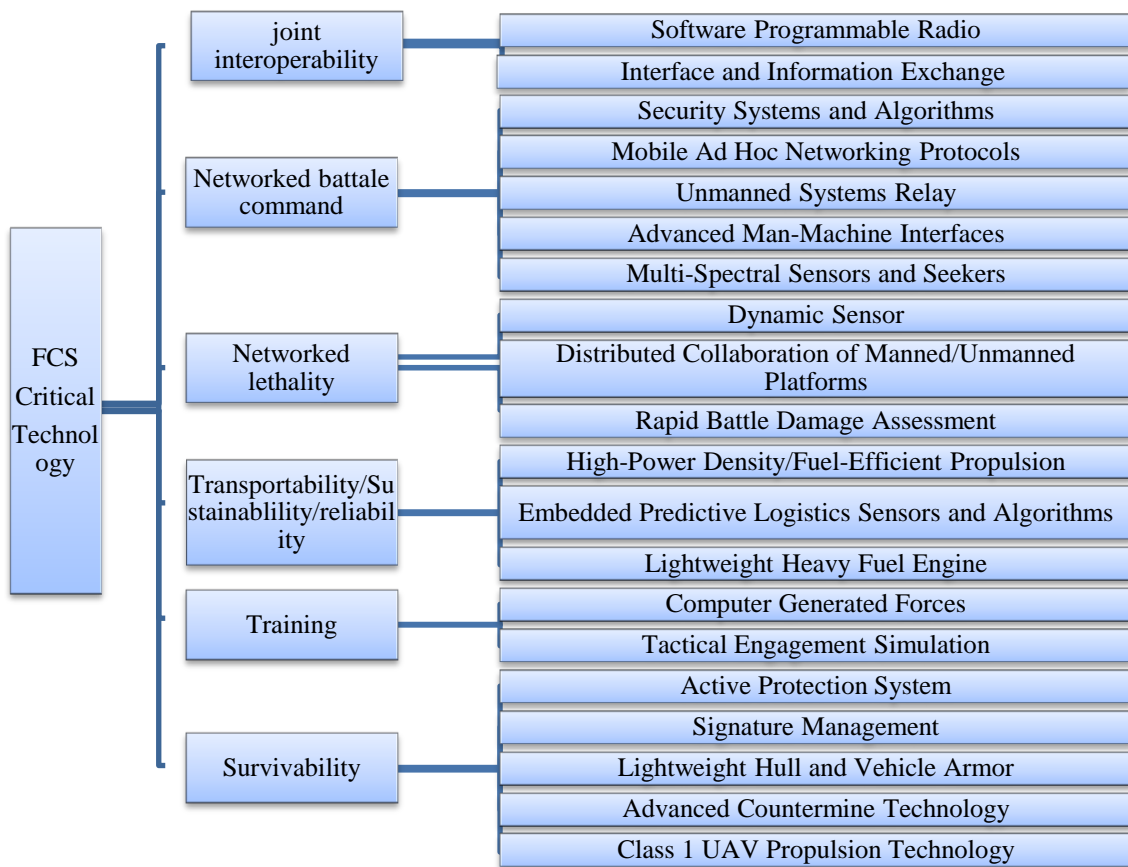 FCS
Critical
Technol
ogy
joint
interoperability
Software Programmable Radio
Interface and Information Exchange
Networked battale
command
Security Systems and Algorithms
Mobile Ad Hoc Networking Protocols
Unmanned Systems Relay
Advanced Man-Machine Interfaces
Multi-Spectral Sensors and Seekers
Networked
lethality
Dynamic Sensor
Distributed Collaboration of Manned/Unmanned
Platforms
Rapid Battle Damage Assessment
Transportability/Su
stainablility/reliabil
ity
High-Power Density/Fuel-Efficient Propulsion
Embedded Predictive Logistics Sensors and Algorithms
Lightweight Heavy Fuel Engine
Training
Computer Generated Forces
Tactical Engagement Simulation
Survivability
Active Protection System
Signature Management
Lightweight Hull and Vehicle Armor
Advanced Countermine Technology
Class 1 UAV Propulsion Technology